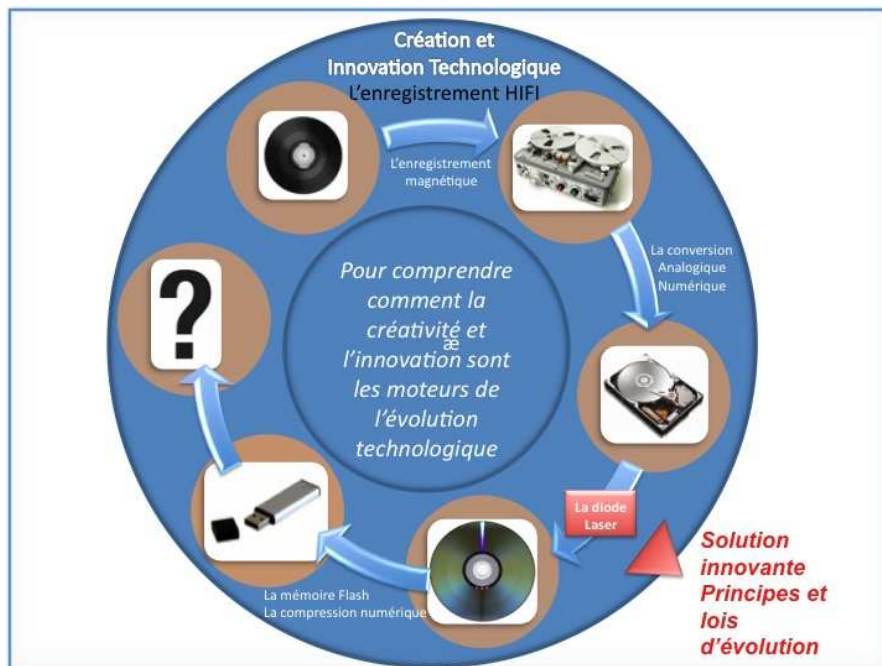 Création et
Innovation Technologique
L’enregistrement HIFI
L’enregistrement
magnétique
La conversion
Analogique
Numérique
Pour comprendre
comment la
créativité et
æ
l’innovation sont
les moteurs de
l’évolution
technologique
?
La diode
Laser
Solution
innovante
Principes et
lois
d’évolution
La mémoire Flash
La compression numérique